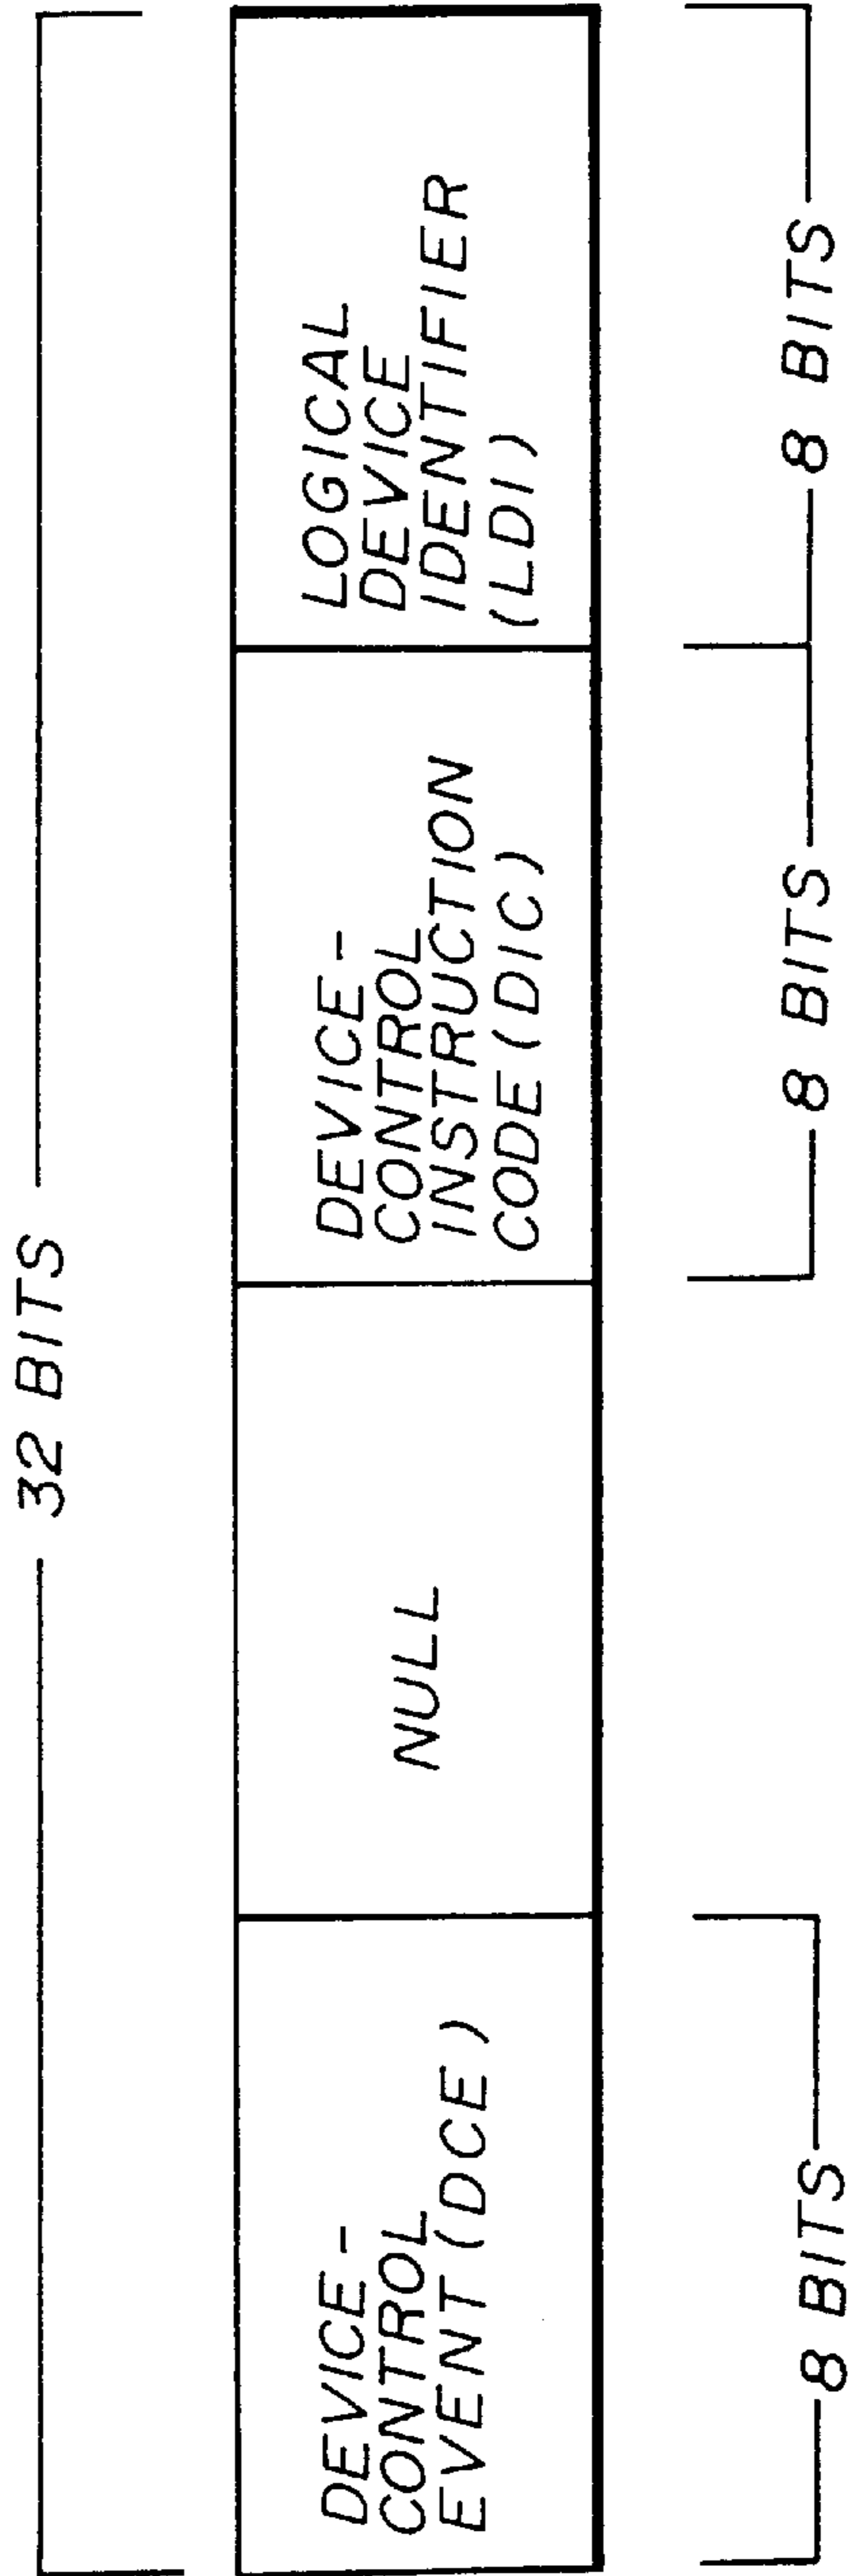 32 BITS
DEVICE-
CONTROL
EVENT (DCE)
NULL
DEVICE-
CONTROL
INSTRUCTION
CODE (DIC)
LOGICAL
DEVICE
IDENTIFIER
(LDI)
8 BITS
8 BITS
8 BITS